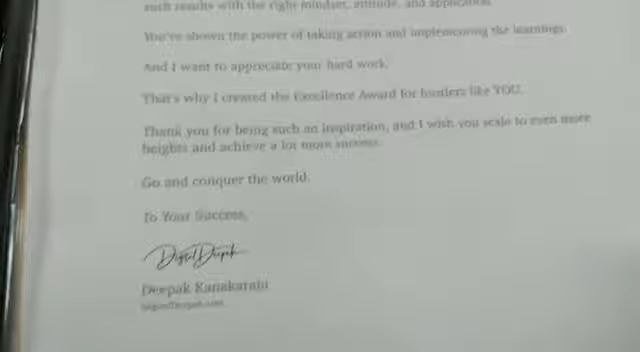 such results with the right mindset, attitude, and application.
You've shown the power of taking action and implementing the learnings.
And I want to appreciate your hard work.
That's why I created the Excellence Award for hustlers like YOU.
Thank you for being such an inspiration, and I wish you scale to even more
heights and achieve a lot more success.
Go and conquer the world.
To Your Success,
Digital Deepak
Deepak Kanakaraju